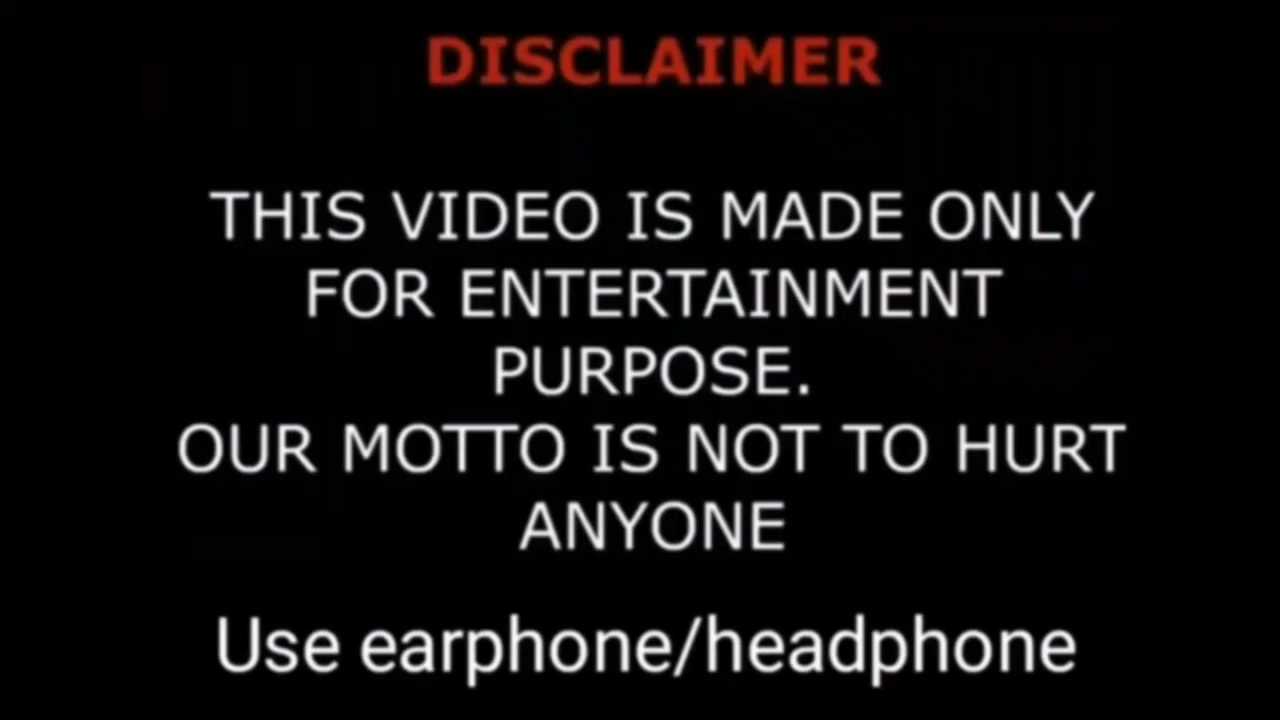 DISCLAIMER
THIS VIDEO IS MADE ONLY
FOR ENTERTAINMENT
PURPOSE.
OUR MOTTO IS NOT TO HURT
ANYONE
Use earphone/headphone